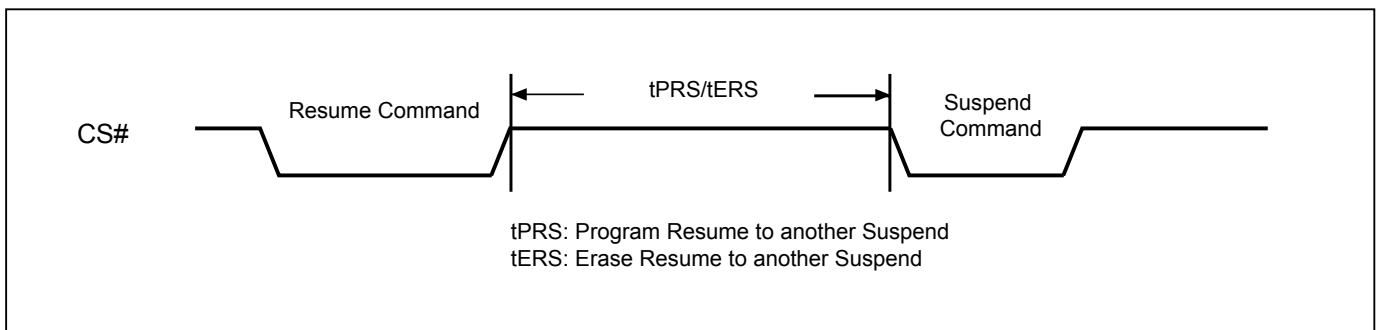 tPRS/tERS
Resume Command
Suspend
Command
CS#
tPRS: Program Resume to another Suspend
tERS: Erase Resume to another Suspend